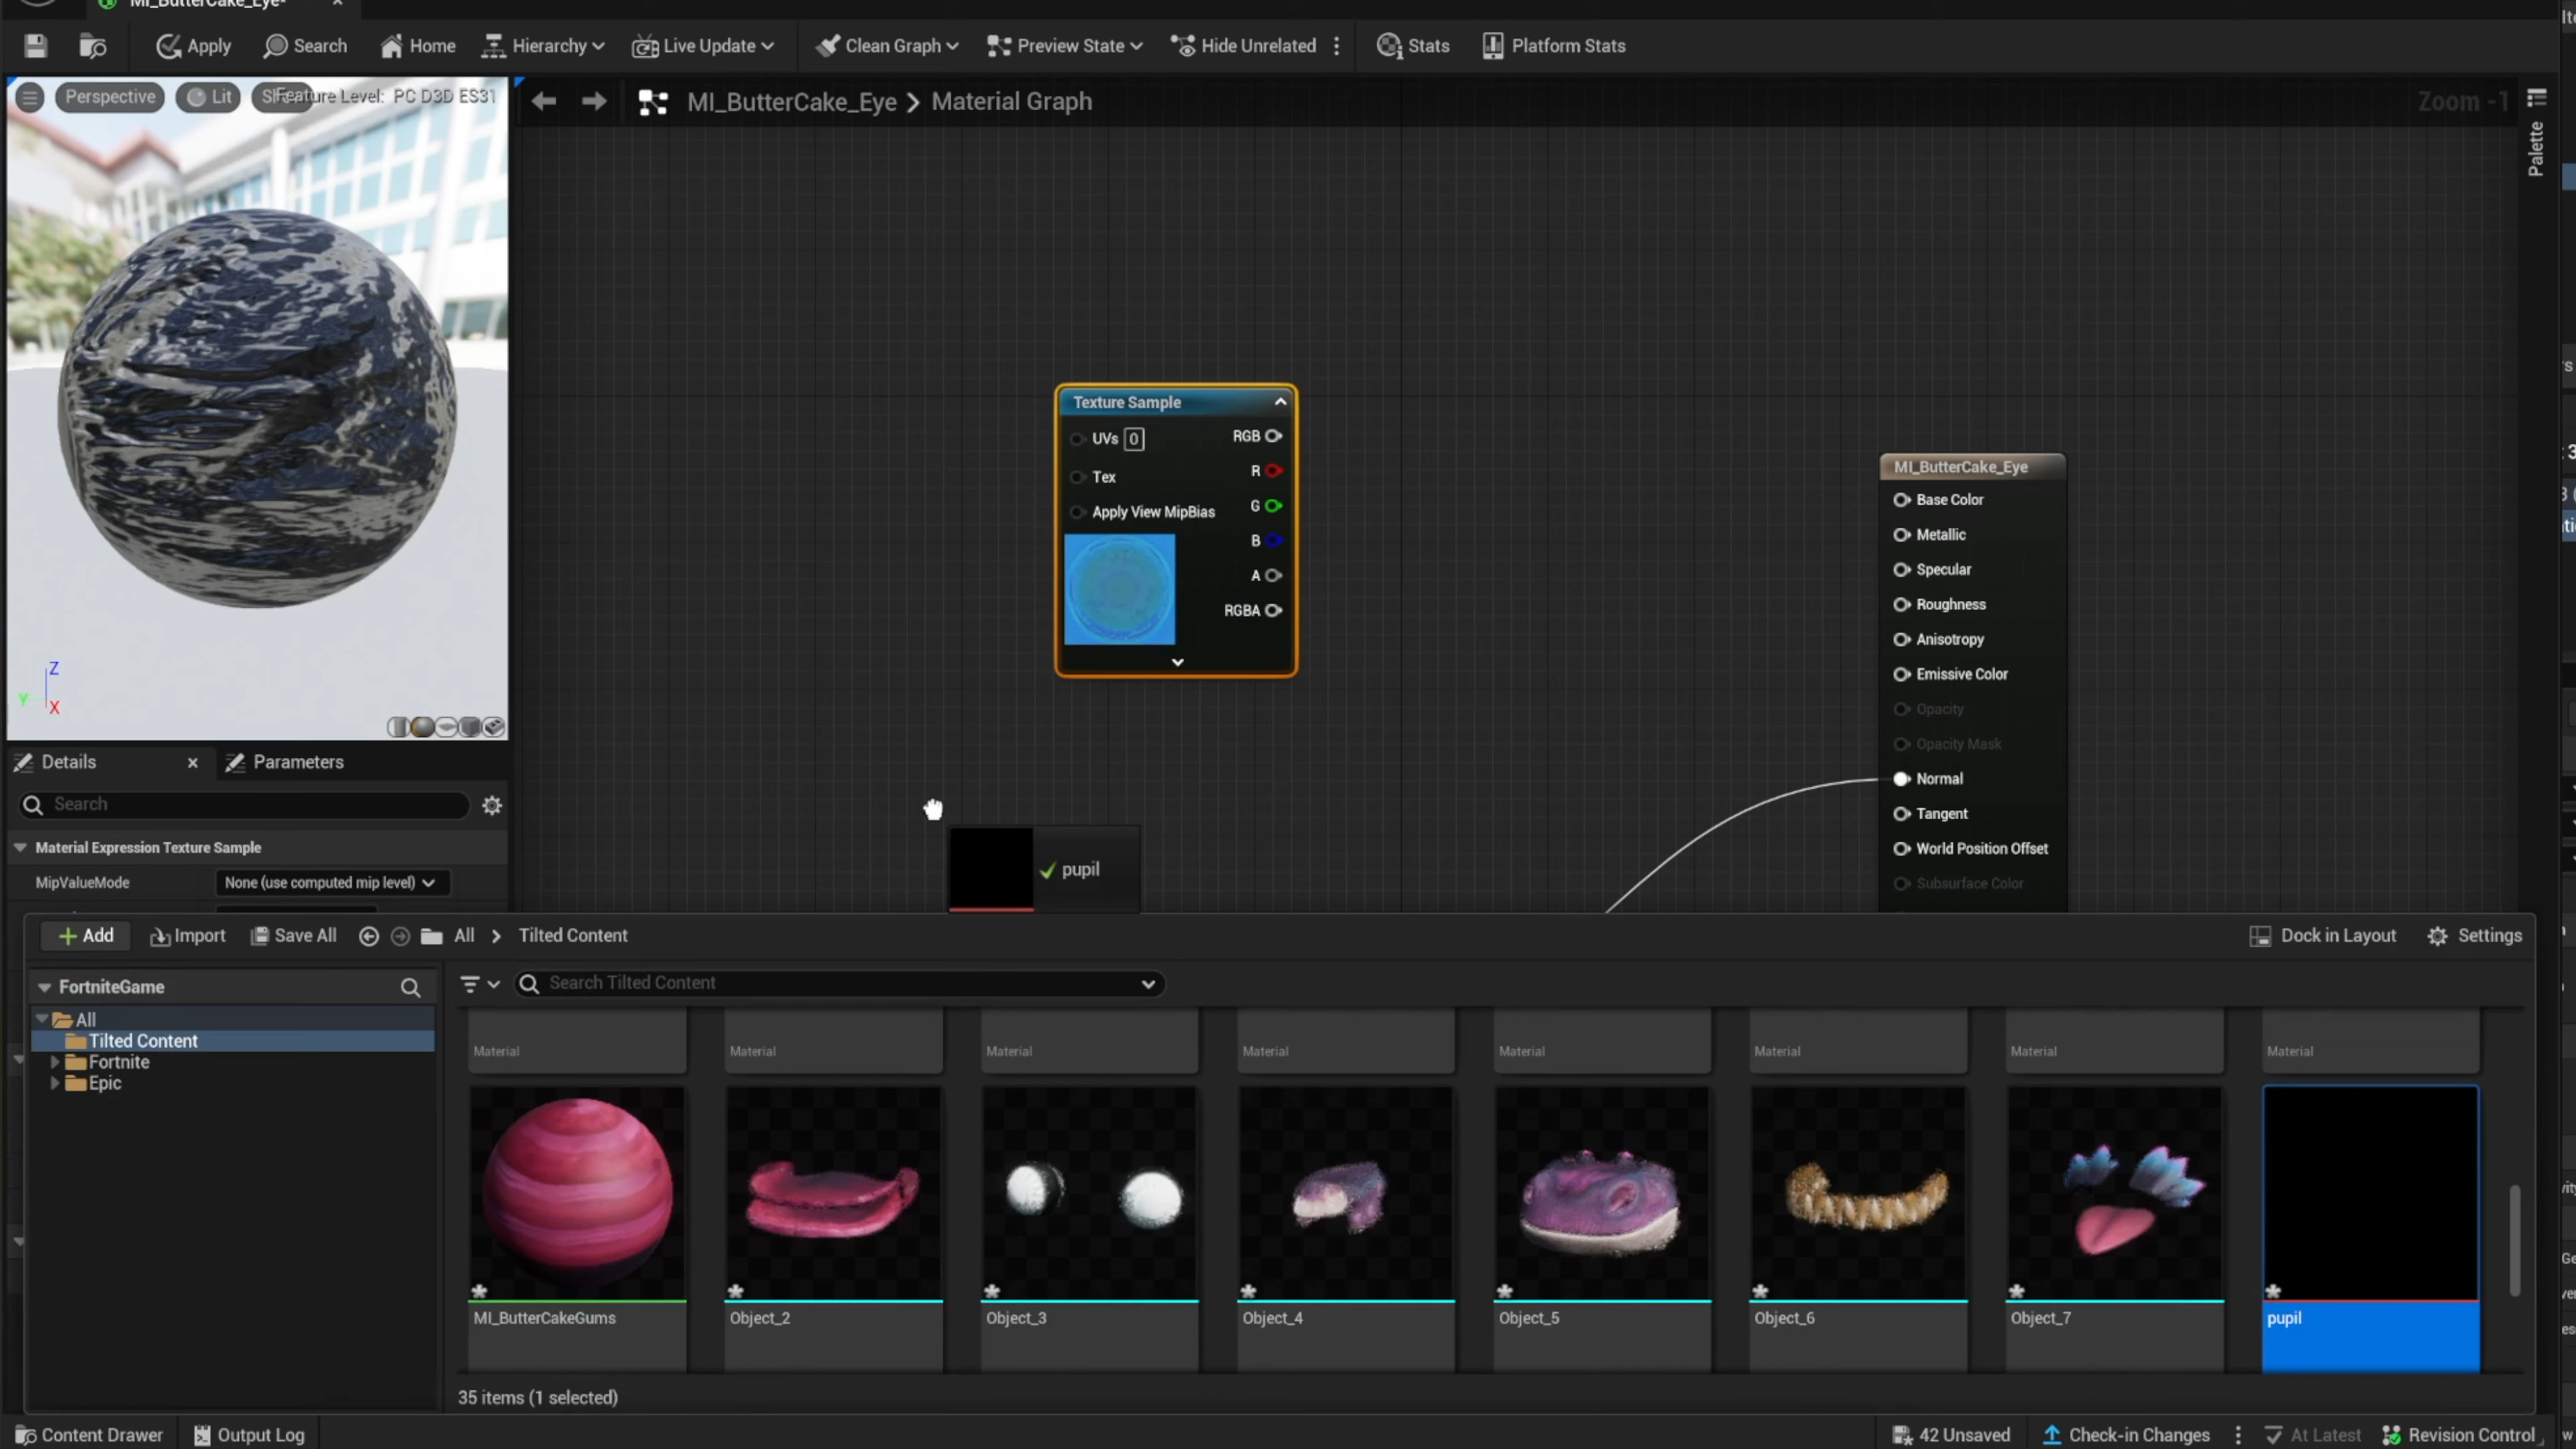 MI_ButterCake_Eye*
Apply
Search
Home
Hierarchy
Live Update
Clean Graph
Preview State
Hide Unrelated
Stats
Platform Stats
Perspective
Lit
Feature Level: PC D3D ES31
MI_ButterCake_Eye > Material Graph
Zoom -1
Palette
Texture Sample
UVs 0
RGB
R
Tex
G
Apply View MipBias
B
A
RGBA
MI_ButterCake_Eye
Base Color
Metallic
Specular
Roughness
Anisotropy
Emissive Color
Opacity
Opacity Mask
Normal
Tangent
World Position Offset
Subsurface Color
Z
Y
X
pupil
Details
Parameters
Search
Material Expression Texture Sample
MipValueMode
None (use computed mip level)
+ Add
Import
Save All
All > Tilted Content
Dock in Layout
Settings
FortniteGame
All
Tilted Content
Fortnite
Epic
Search Tilted Content
Material
Material
Material
Material
Material
Material
Material
Material
MI_ButterCakeGums
Object_2
Object_3
Object_4
Object_5
Object_6
Object_7
pupil
35 items (1 selected)
Content Drawer
Output Log
42 Unsaved
Check-in Changes
At Latest
Revision Control